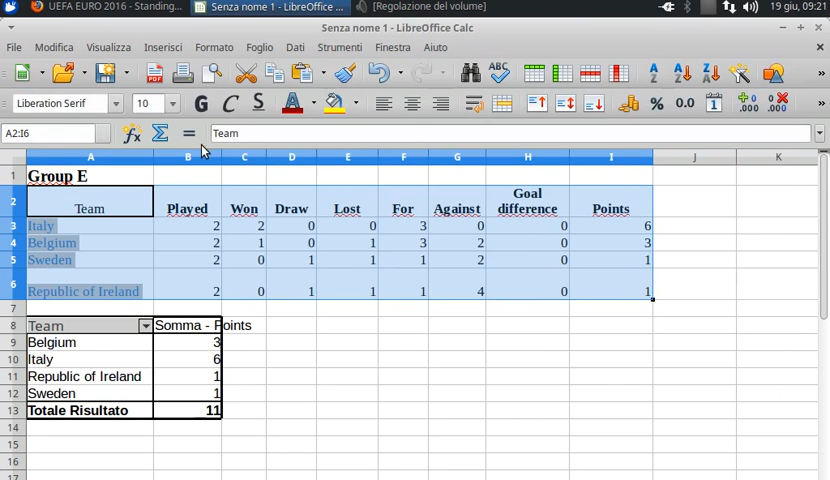 UEFA EURO 2016 - Standing...
Senza nome 1 - LibreOffice ...
[Regolazione del volume]
19 giu, 09:21
Senza nome 1 - LibreOffice Calc
File Modifica Visualizza Inserisci Formato Foglio Dati Strumenti Finestra Aiuto
Liberation Serif 10
A2:I6 Team
A B C D E F G H I J K
1 Group E
2 Team Played Won Draw Lost For Against Goal difference Points
3 Italy 2 2 0 0 3 0 0 6
4 Belgium 2 1 0 1 3 2 0 3
5 Sweden 2 0 1 1 1 2 0 1
6 Republic of Ireland 2 0 1 1 1 4 0 1
7
8 Team Somma - Points
9 Belgium 3
10 Italy 6
11 Republic of Ireland 1
12 Sweden 1
13 Totale Risultato 11
14
15
16
17